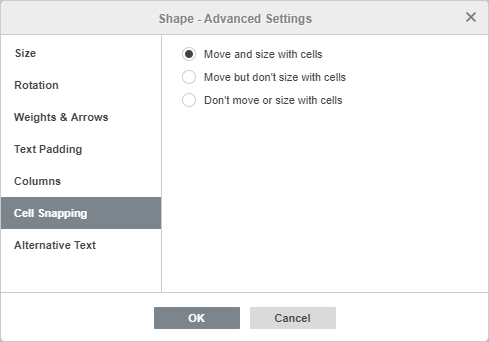 Shape - Advanced Settings
Size
Rotation
Weights & Arrows
Text Padding
Columns
Cell Snapping
Alternative Text
Move and size with cells
Move but don't size with cells
Don't move or size with cells
OK
Cancel